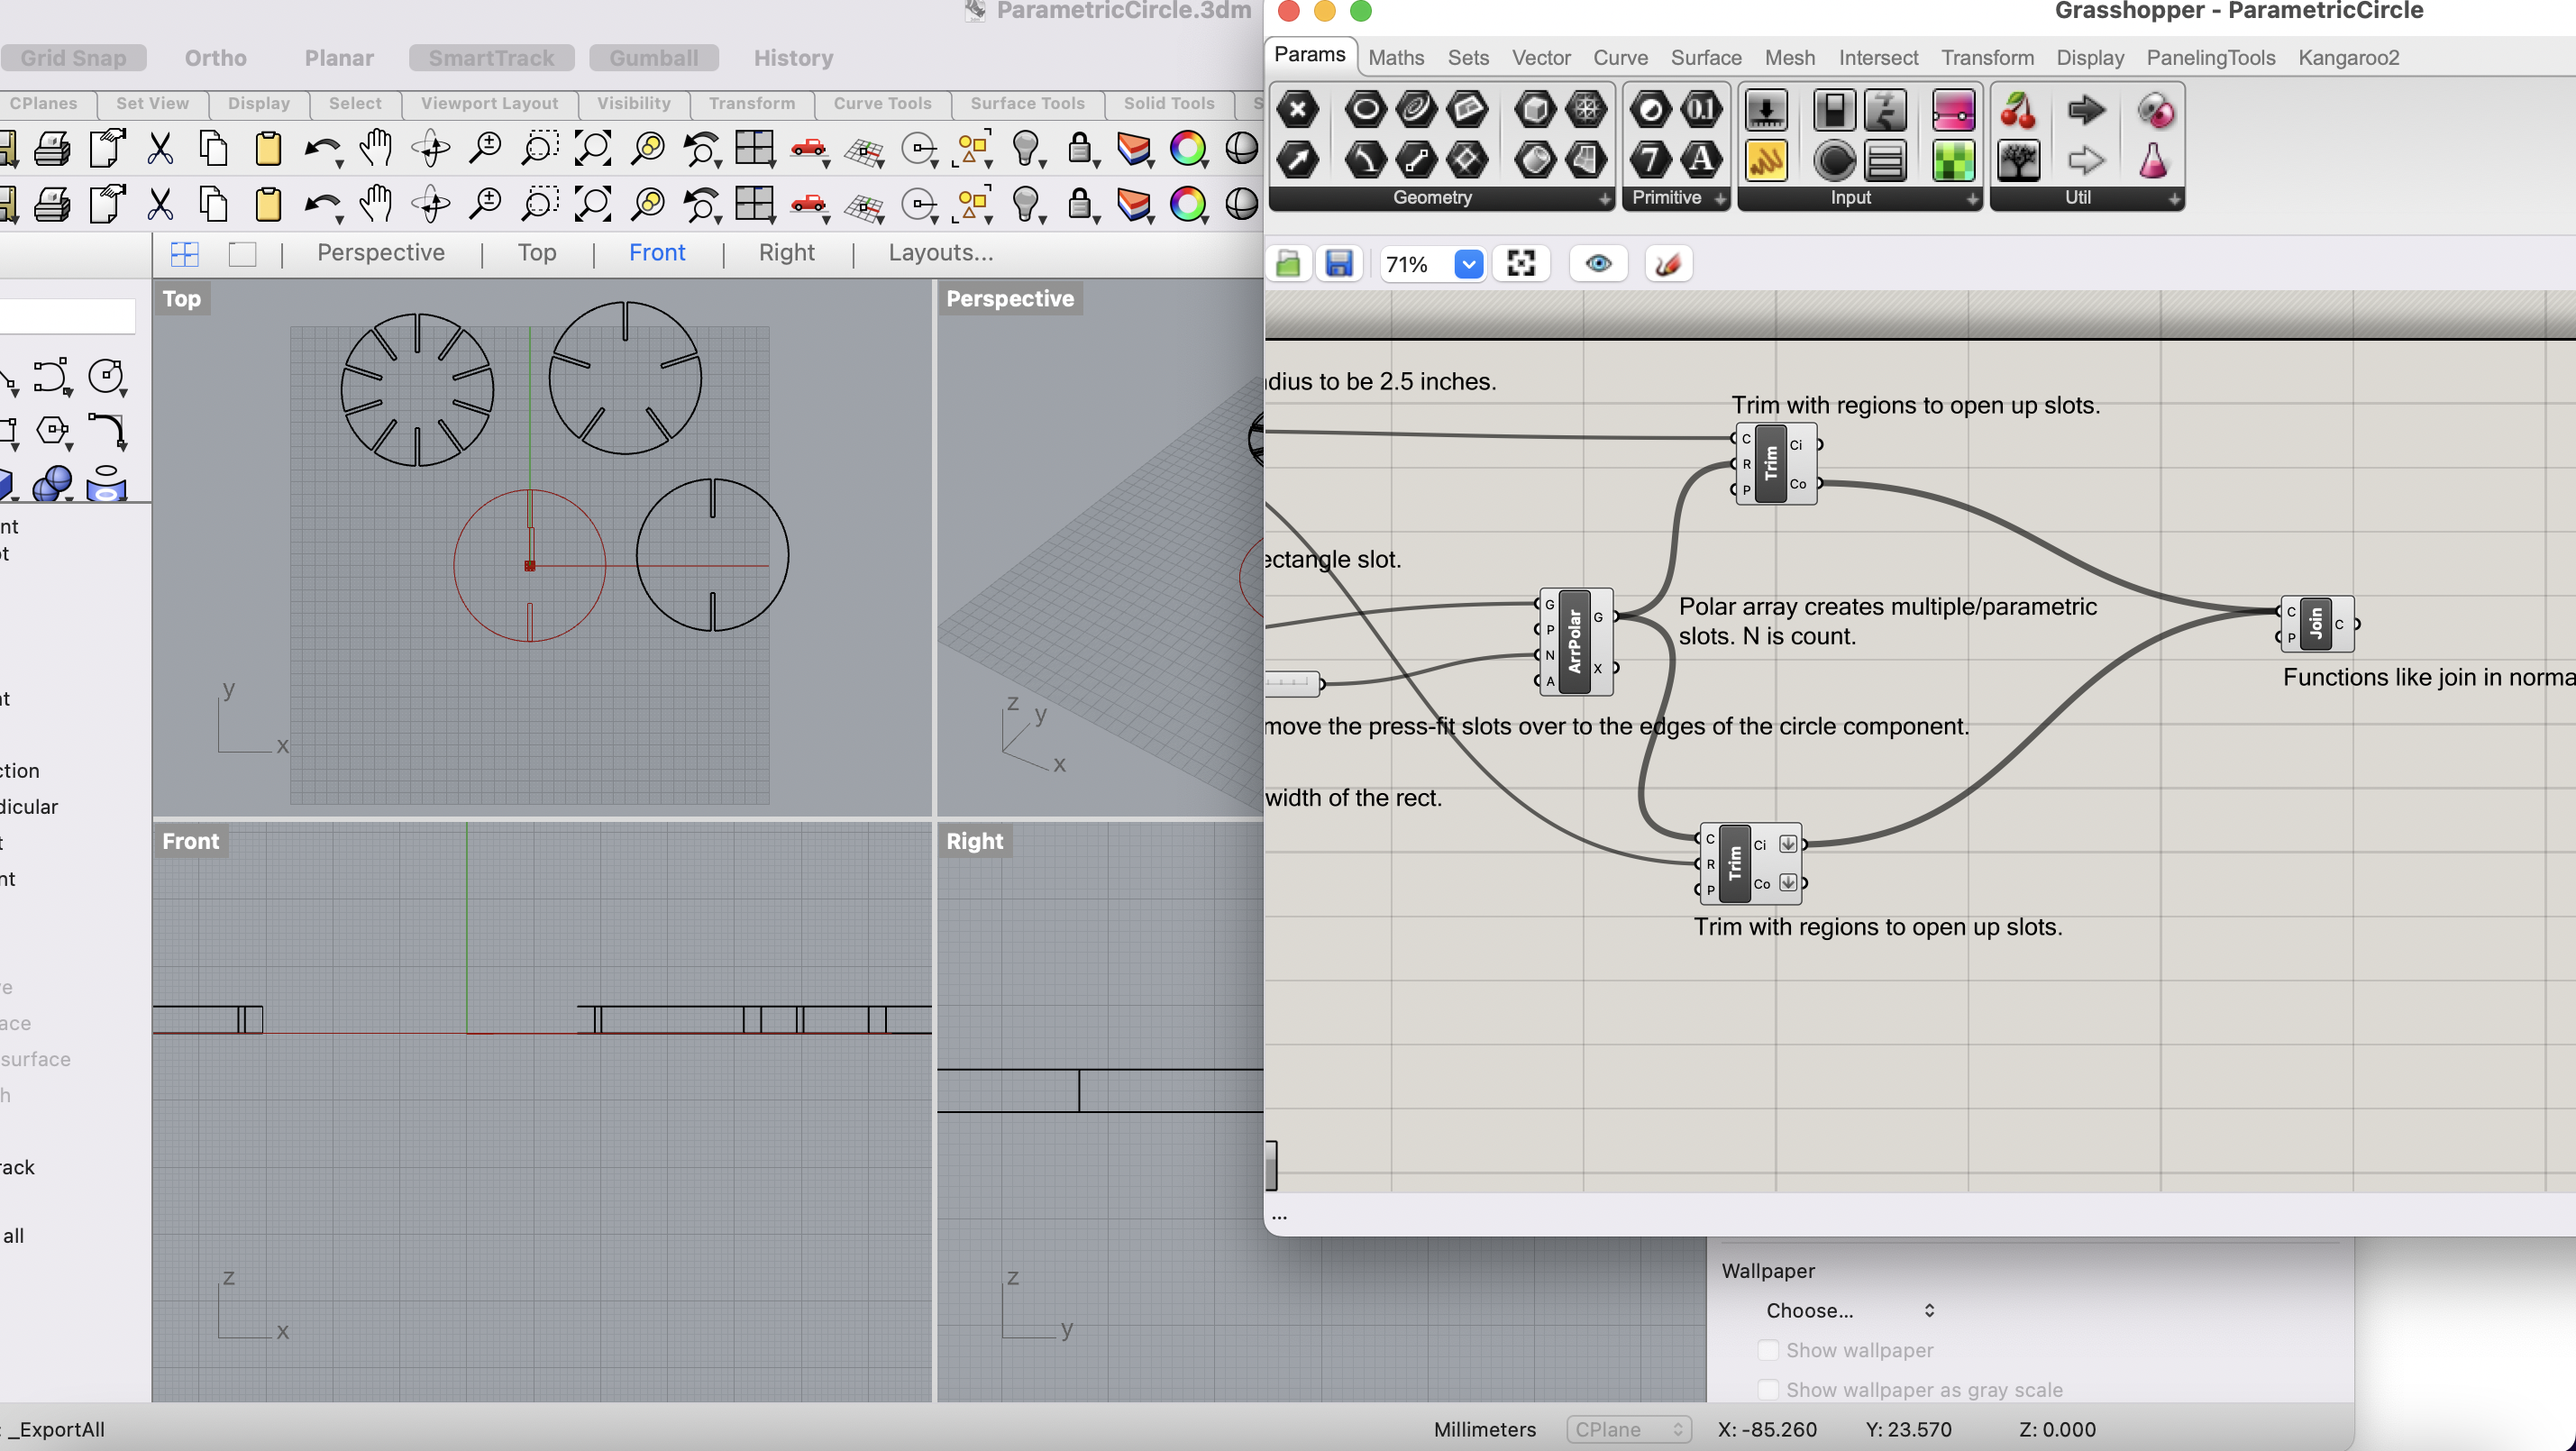 ParametricCircle.3dm
Grid Snap Ortho Planar SmartTrack Gumball History
CPlanes Set View Display Select Viewport Layout Visibility Transform Curve Tools Surface Tools Solid Tools S
Perspective Top Front Right Layouts...
Top
y
x
Perspective
z
y
x
Front
z
x
Right
z
y
nt
t
nt
ction
dicular
t
nt
e
ace
surface
h
rack
all
: _ExportAll
Grasshopper - ParametricCircle
Params Maths Sets Vector Curve Surface Mesh Intersect Transform Display PanelingTools Kangaroo2
0.1
7 A
Geometry Primitive Input Util
71%
dius to be 2.5 inches.
Trim with regions to open up slots.
C
R
P
Trim
Ci
Co
ectangle slot.
G
P
N
A
ArrPolar
G
X
Polar array creates multiple/parametric
slots. N is count.
C
P
Join
C
Functions like join in norma
move the press-fit slots over to the edges of the circle component.
width of the rect.
C
R
P
Trim
Ci
Co
Trim with regions to open up slots.
...
Wallpaper
Choose...
Show wallpaper
Show wallpaper as gray scale
Millimeters CPlane X: -85.260 Y: 23.570 Z: 0.000